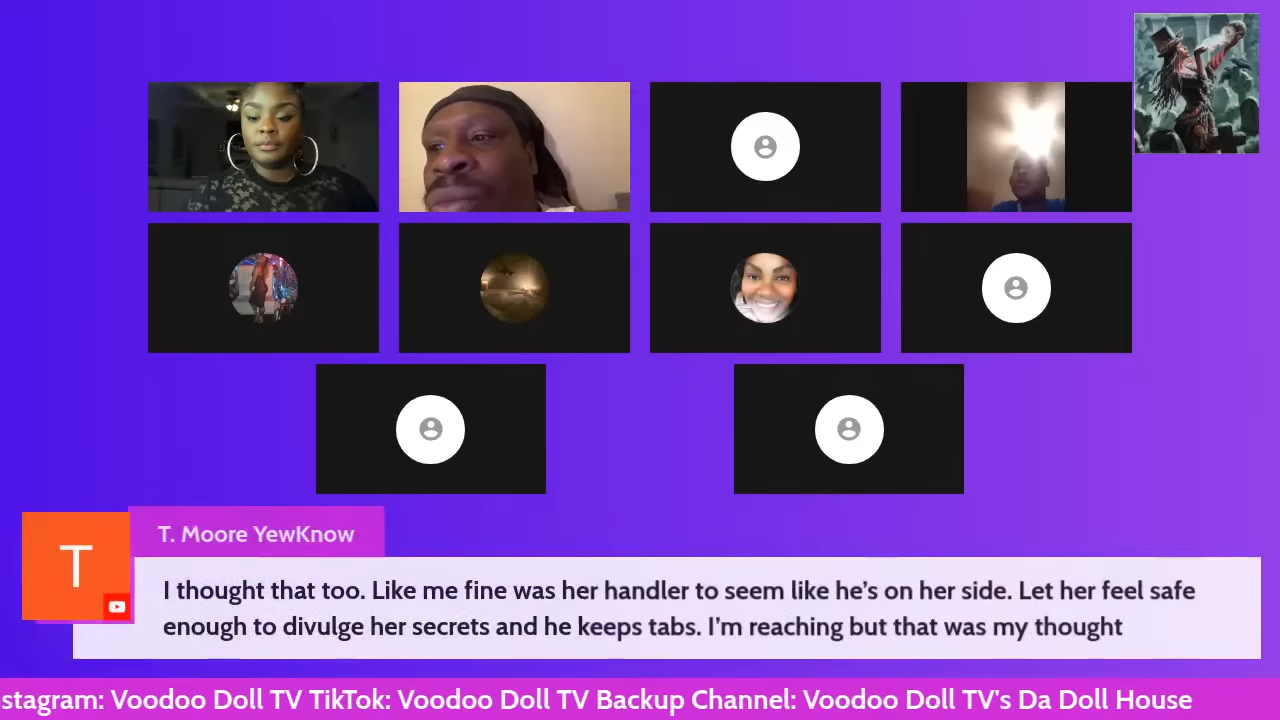 T
T. Moore YewKnow
I thought that too. Like me fine was her handler to seem like he’s on her side. Let her feel safe
enough to divulge her secrets and he keeps tabs. I’m reaching but that was my thought
nstagram: Voodoo Doll TV TikTok: Voodoo Doll TV Backup Channel: Voodoo Doll TV's Da Doll House